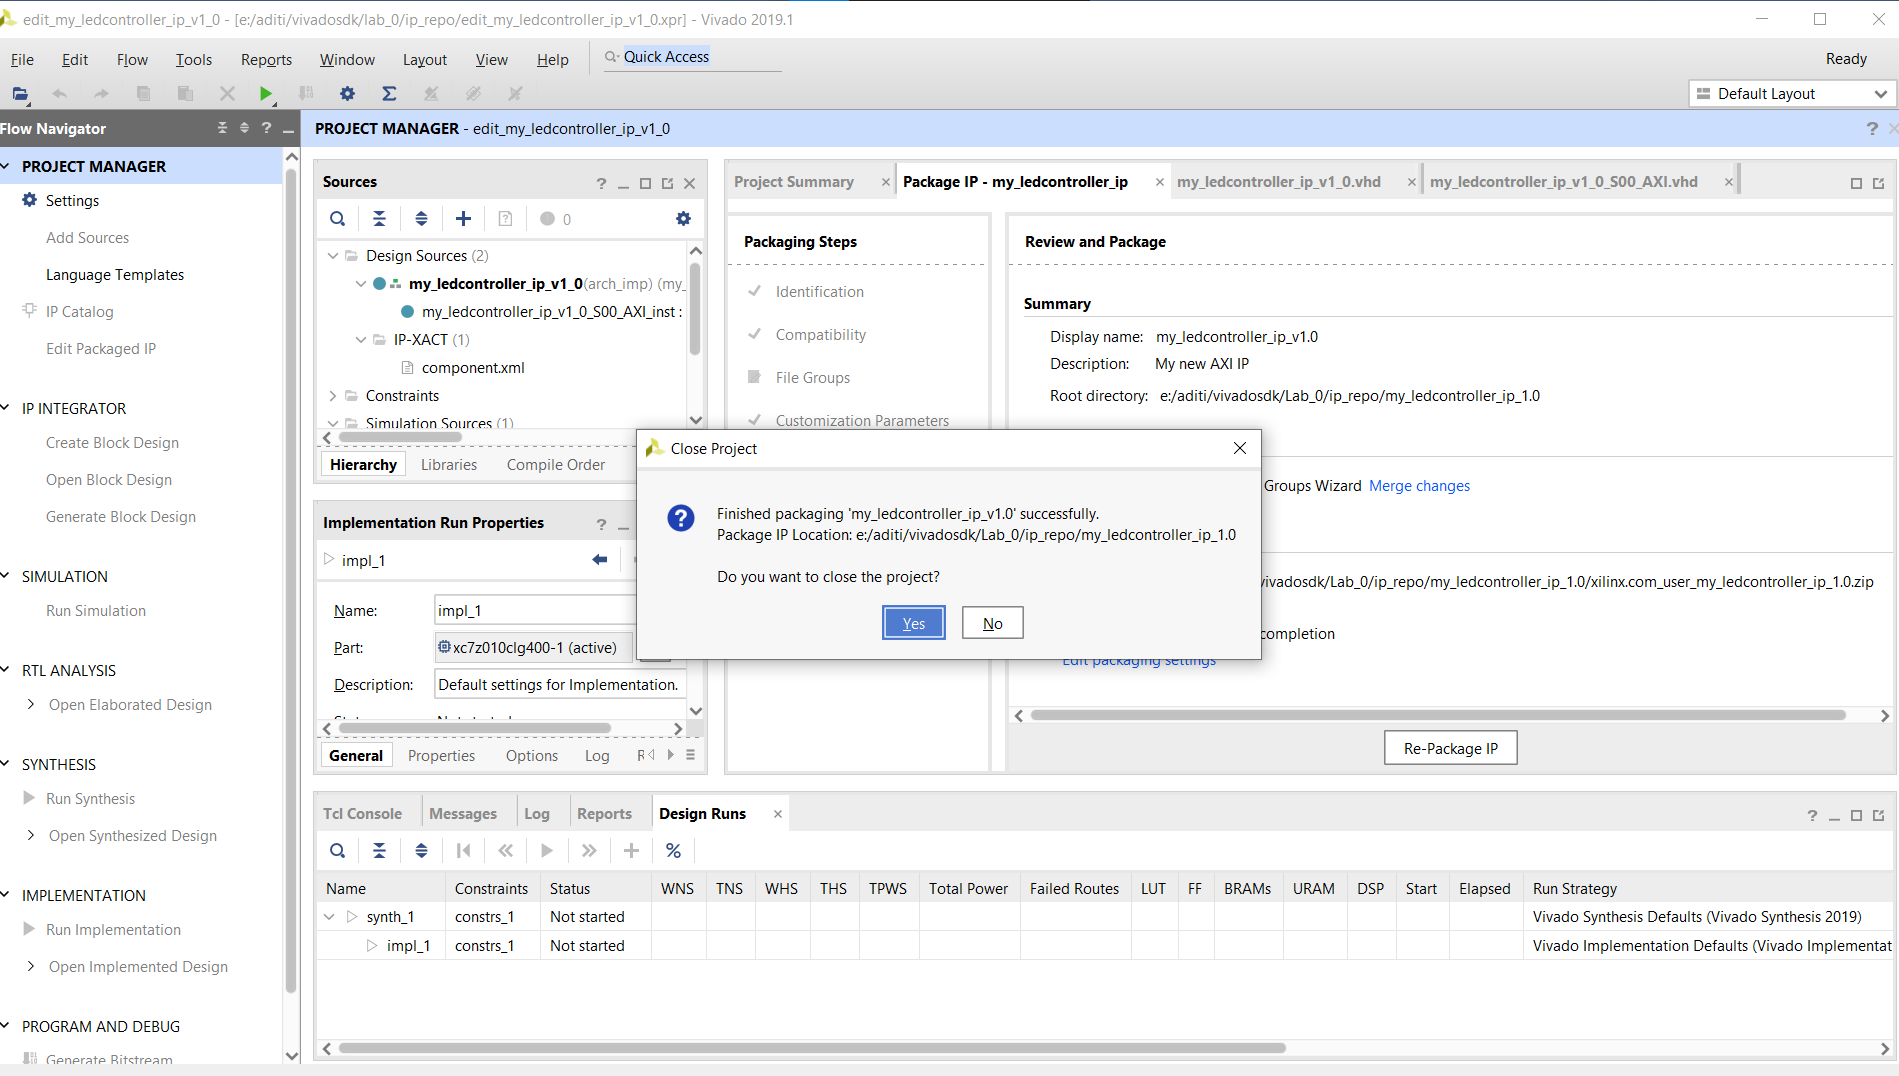 edit_my_ledcontroller_ip_v1_0 - [e:/aditi/vivadosdk/lab_0/ip_repo/edit_my_ledcontroller_ip_v1_0.xpr] - Vivado 2019.1
File Edit Flow Tools Reports Window Layout View Help Quick Access Ready
Default Layout
Flow Navigator
PROJECT MANAGER
Settings
Add Sources
Language Templates
IP Catalog
Edit Packaged IP
IP INTEGRATOR
Create Block Design
Open Block Design
Generate Block Design
SIMULATION
Run Simulation
RTL ANALYSIS
Open Elaborated Design
SYNTHESIS
Run Synthesis
Open Synthesized Design
IMPLEMENTATION
Run Implementation
Open Implemented Design
PROGRAM AND DEBUG
Generate Bitstream
PROJECT MANAGER - edit_my_ledcontroller_ip_v1_0
Sources
0
Design Sources (2)
my_ledcontroller_ip_v1_0(arch_imp) (my_
my_ledcontroller_ip_v1_0_S00_AXI_inst :
IP-XACT (1)
component.xml
Constraints
Simulation Sources (1)
Hierarchy Libraries Compile Order
Implementation Run Properties
impl_1
Name: impl_1
Part: xc7z010clg400-1 (active)
Description: Default settings for Implementation.
General Properties Options Log R
Project Summary Package IP - my_ledcontroller_ip my_ledcontroller_ip_v1_0.vhd my_ledcontroller_ip_v1_0_S00_AXI.vhd
Packaging Steps
Identification
Compatibility
File Groups
Customization Parameters
Review and Package
Summary
Display name: my_ledcontroller_ip_v1.0
Description: My new AXI IP
Root directory: e:/aditi/vivadosdk/Lab_0/ip_repo/my_ledcontroller_ip_1.0
Groups Wizard Merge changes
vivadosdk/Lab_0/ip_repo/my_ledcontroller_ip_1.0/xilinx.com_user_my_ledcontroller_ip_1.0.zip
completion
Edit packaging settings
Re-Package IP
Close Project
Finished packaging 'my_ledcontroller_ip_v1.0' successfully.
Package IP Location: e:/aditi/vivadosdk/Lab_0/ip_repo/my_ledcontroller_ip_1.0
Do you want to close the project?
Yes No
Tcl Console Messages Log Reports Design Runs
Name Constraints Status WNS TNS WHS THS TPWS Total Power Failed Routes LUT FF BRAMs URAM DSP Start Elapsed Run Strategy
synth_1 constrs_1 Not started Vivado Synthesis Defaults (Vivado Synthesis 2019)
impl_1 constrs_1 Not started Vivado Implementation Defaults (Vivado Implementat